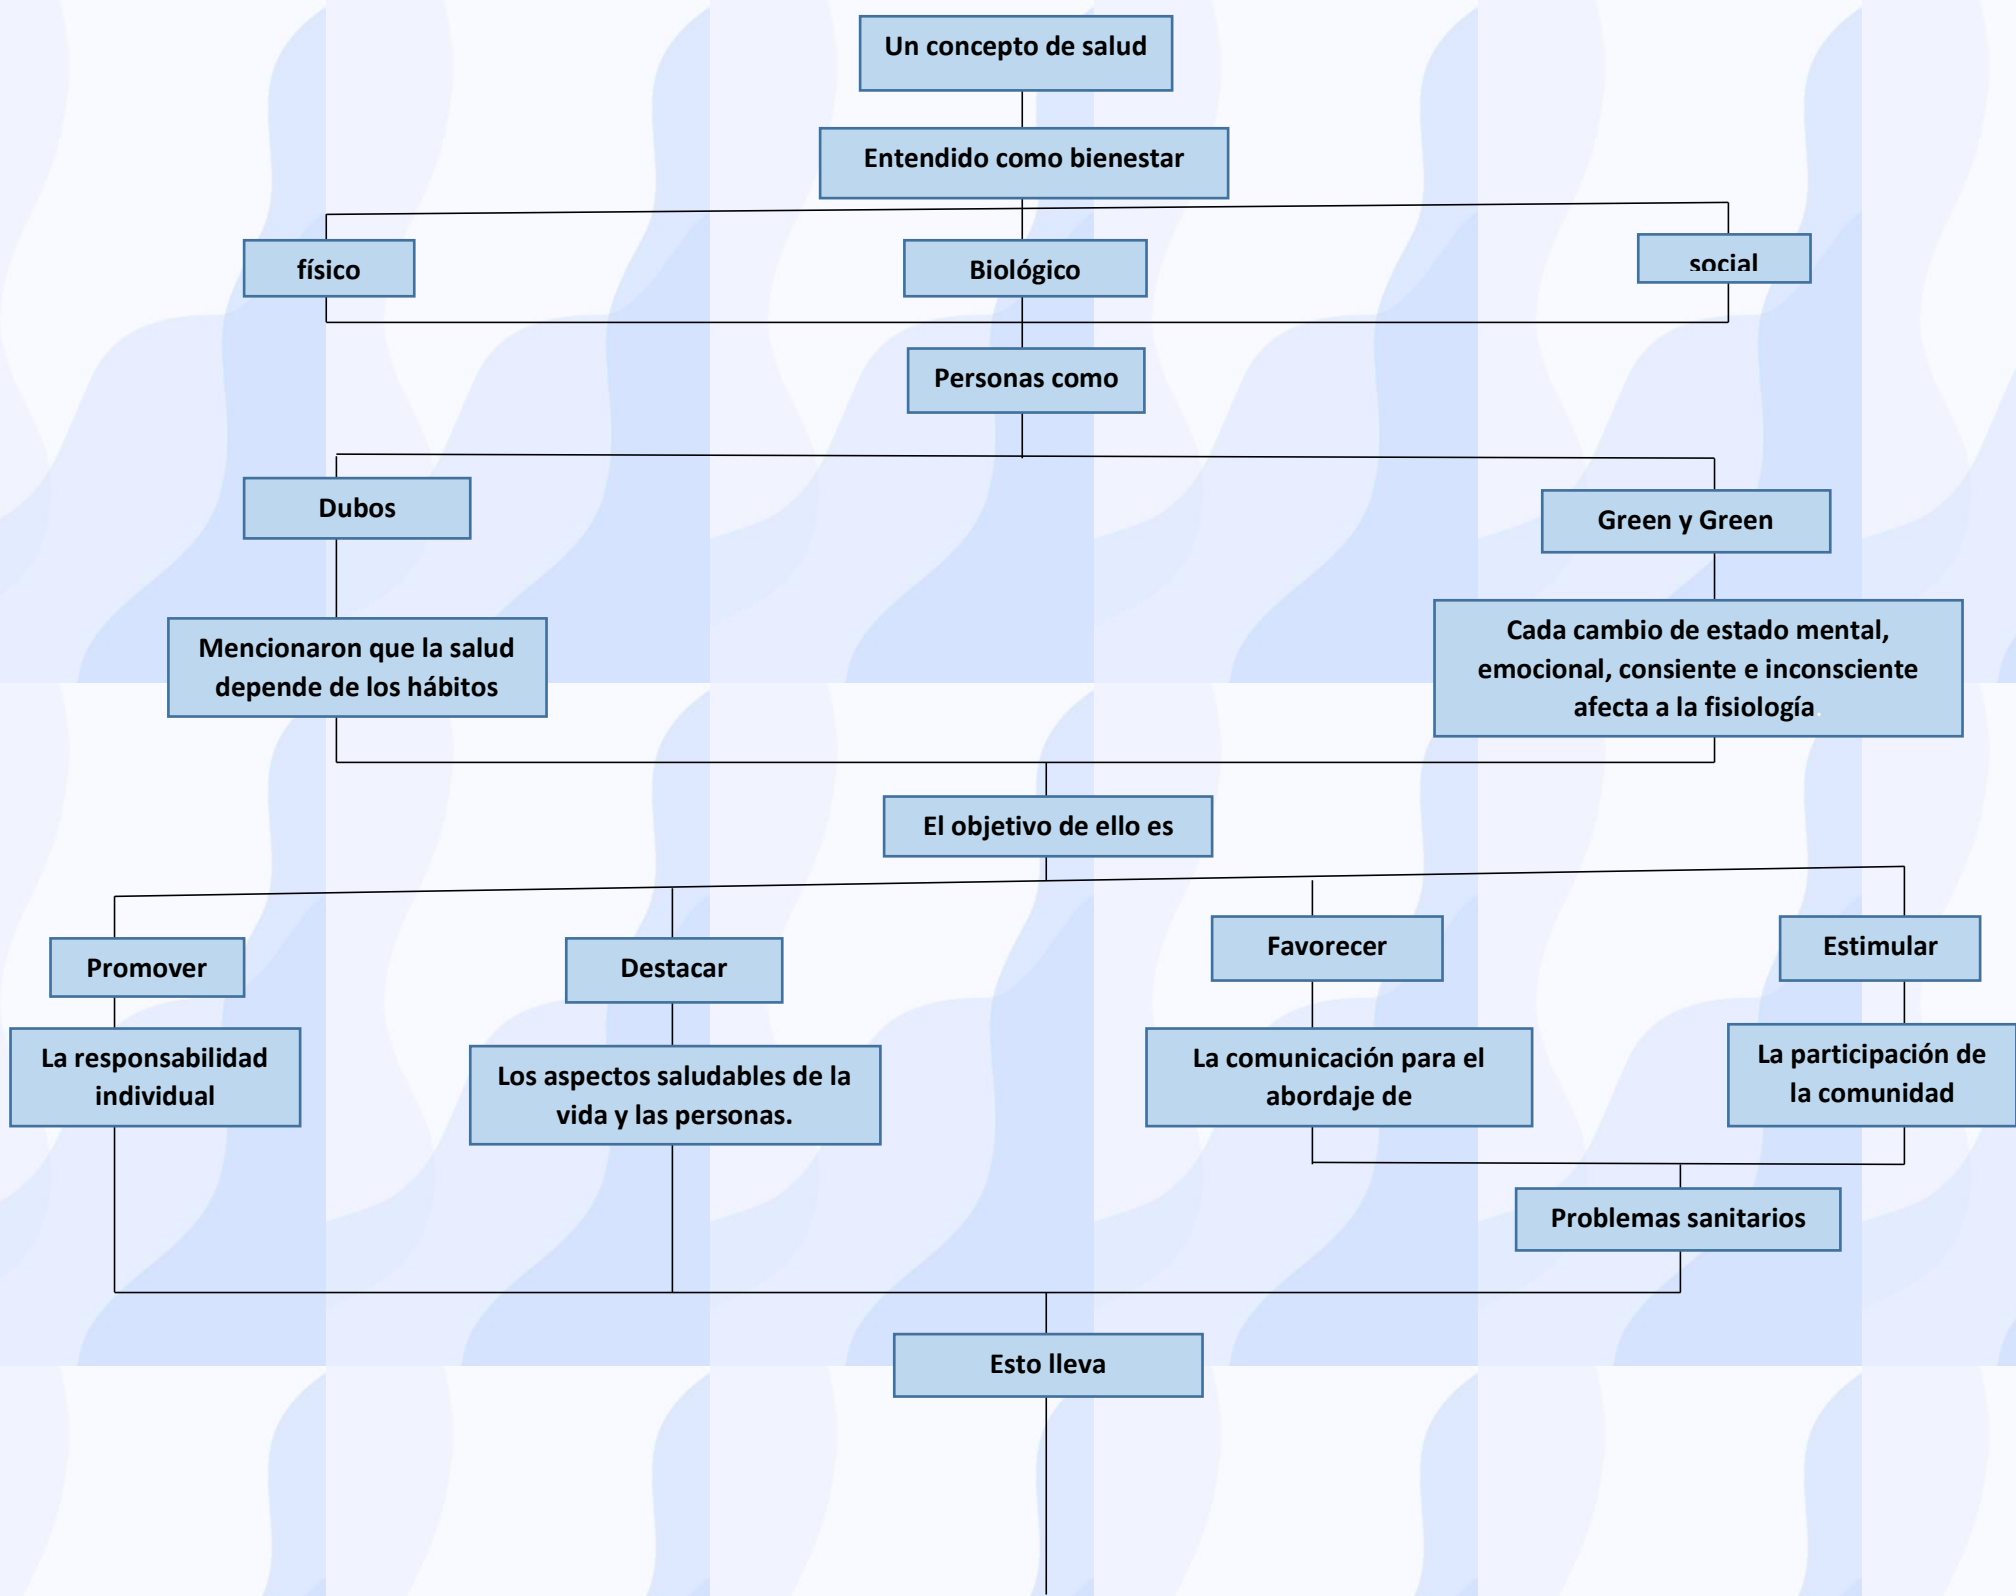 Un concepto de salud
Entendido como bienestar
físico
Biológico
social
Personas como
Dubos
Green y Green
Mencionaron que la salud
depende de los hábitos
Cada cambio de estado mental,
emocional, consiente e inconsciente
afecta a la fisiología.
El objetivo de ello es
Promover
Destacar
Favorecer
Estimular
La responsabilidad
individual
Los aspectos saludables de la
vida y las personas.
La comunicación para el
abordaje de
La participación de
la comunidad
Problemas sanitarios
Esto lleva